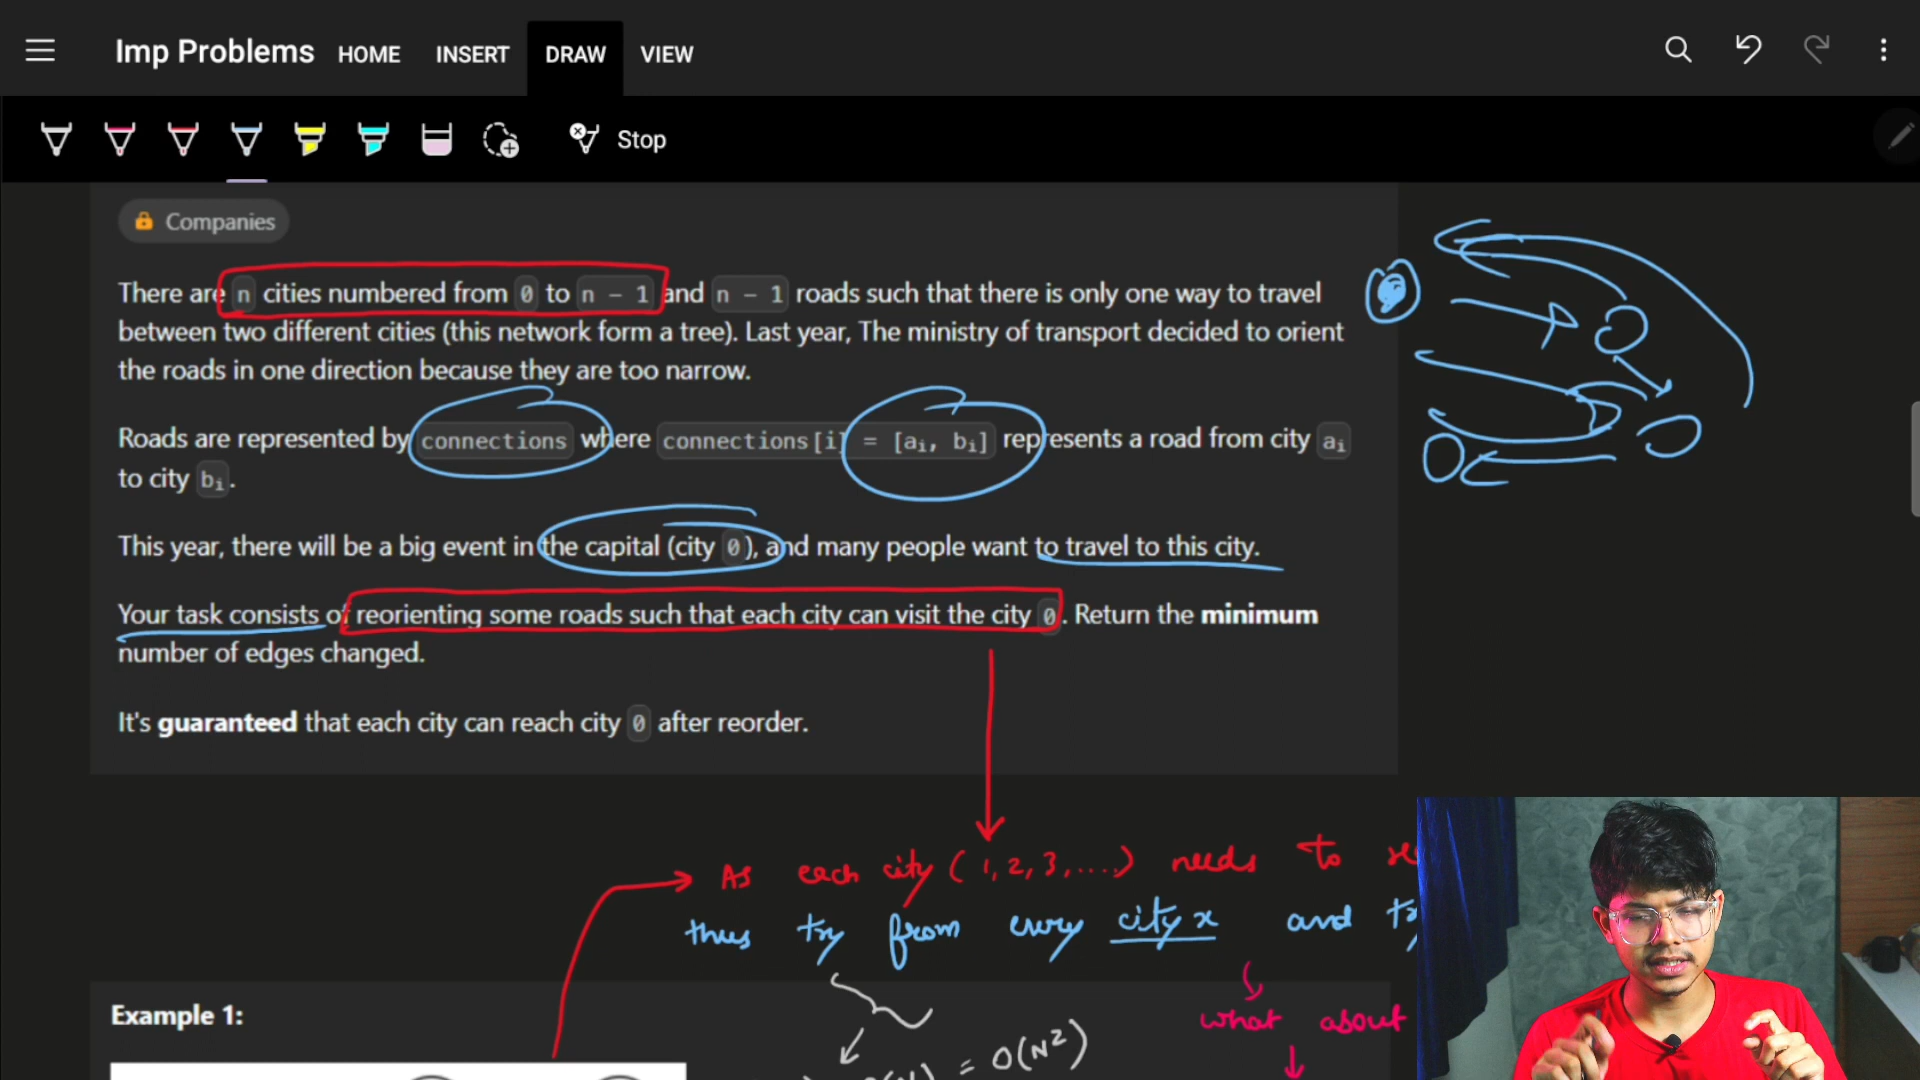 Imp Problems HOME INSERT DRAW VIEW
Stop
Companies
There are n cities numbered from 0 to n - 1 and n - 1 roads such that there is only one way to travel
between two different cities (this network form a tree). Last year, The ministry of transport decided to orient
the roads in one direction because they are too narrow.
Roads are represented by connections where connections[i] = [ai, bi] represents a road from city ai
to city bi.
This year, there will be a big event in the capital (city 0), and many people want to travel to this city.
Your task consists of reorienting some roads such that each city can visit the city 0. Return the minimum
number of edges changed.
It's guaranteed that each city can reach city 0 after reorder.
As each city (1,2,3,....) needs to
thus try from every city x and
what about
= O(N²)
Example 1: